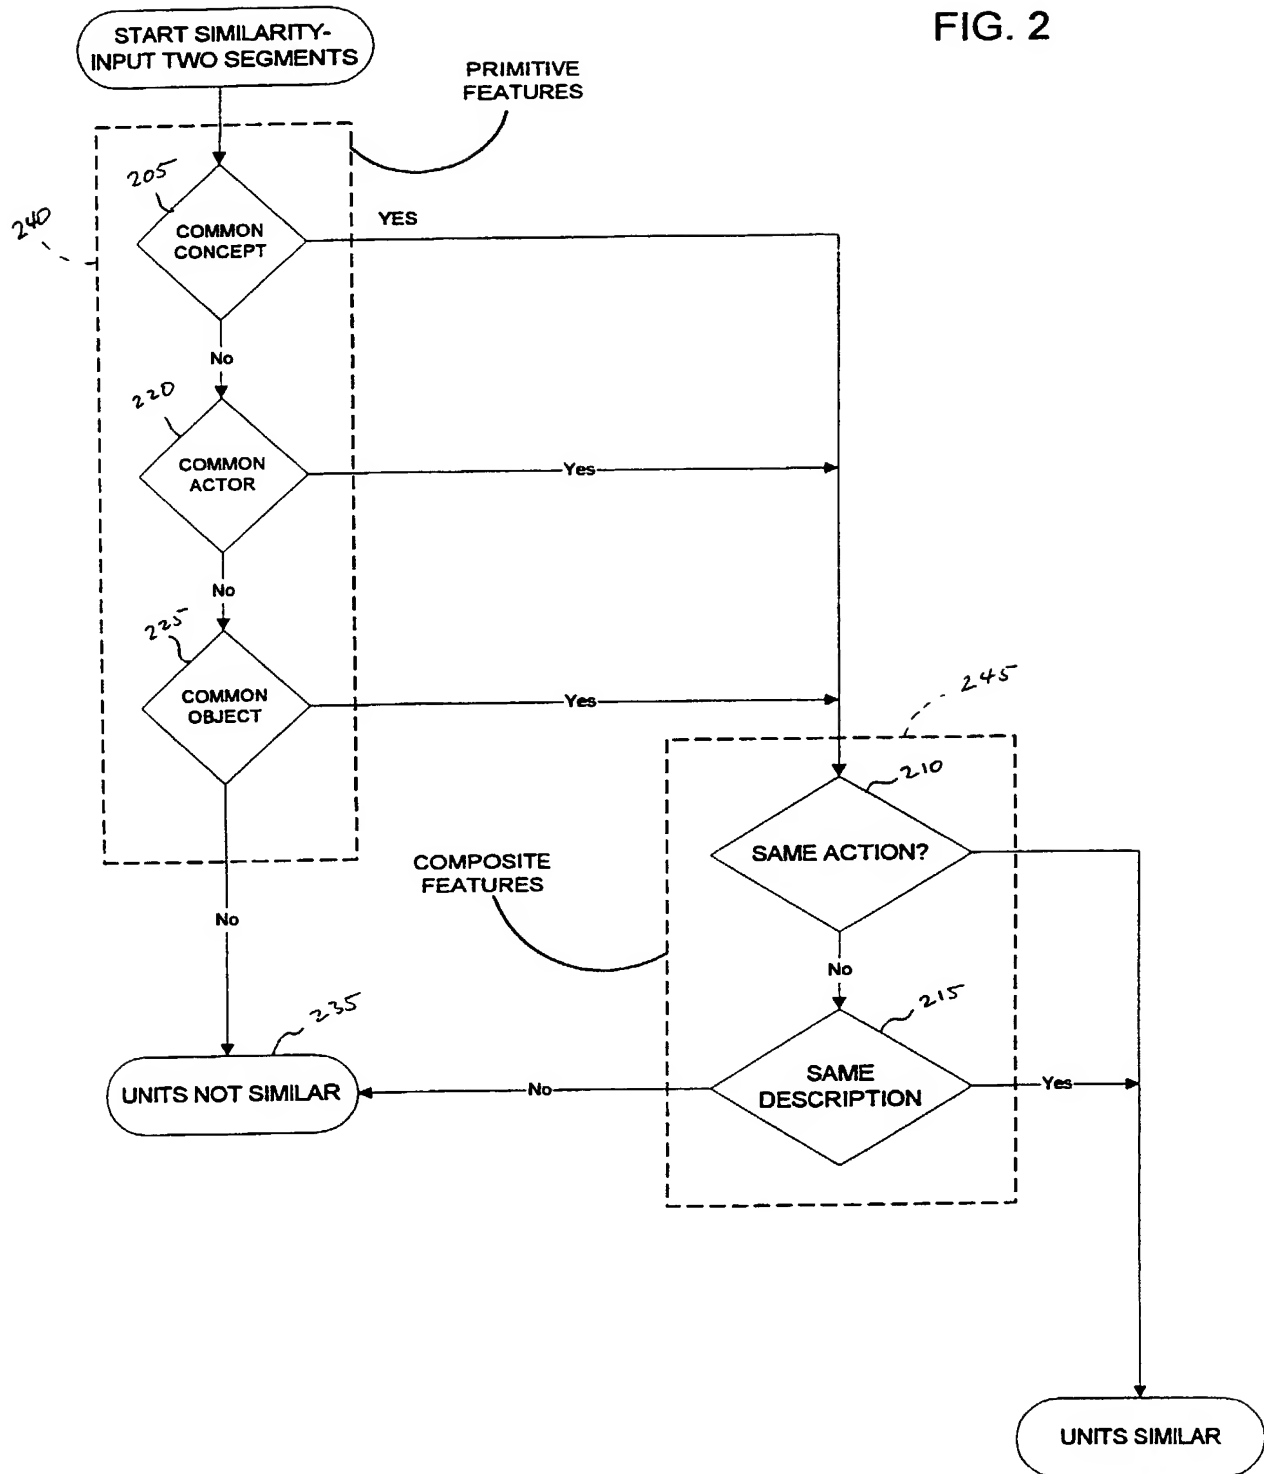 FIG. 2
START SIMILARITY-
INPUT TWO SEGMENTS
PRIMITIVE
FEATURES
205
240
COMMON
CONCEPT
YES
No
220
COMMON
ACTOR
Yes
No
225
COMMON
OBJECT
Yes
245
210
SAME ACTION?
COMPOSITE
FEATURES
No
No
215
235
SAME
DESCRIPTION
Yes
No
UNITS NOT SIMILAR
UNITS SIMILAR